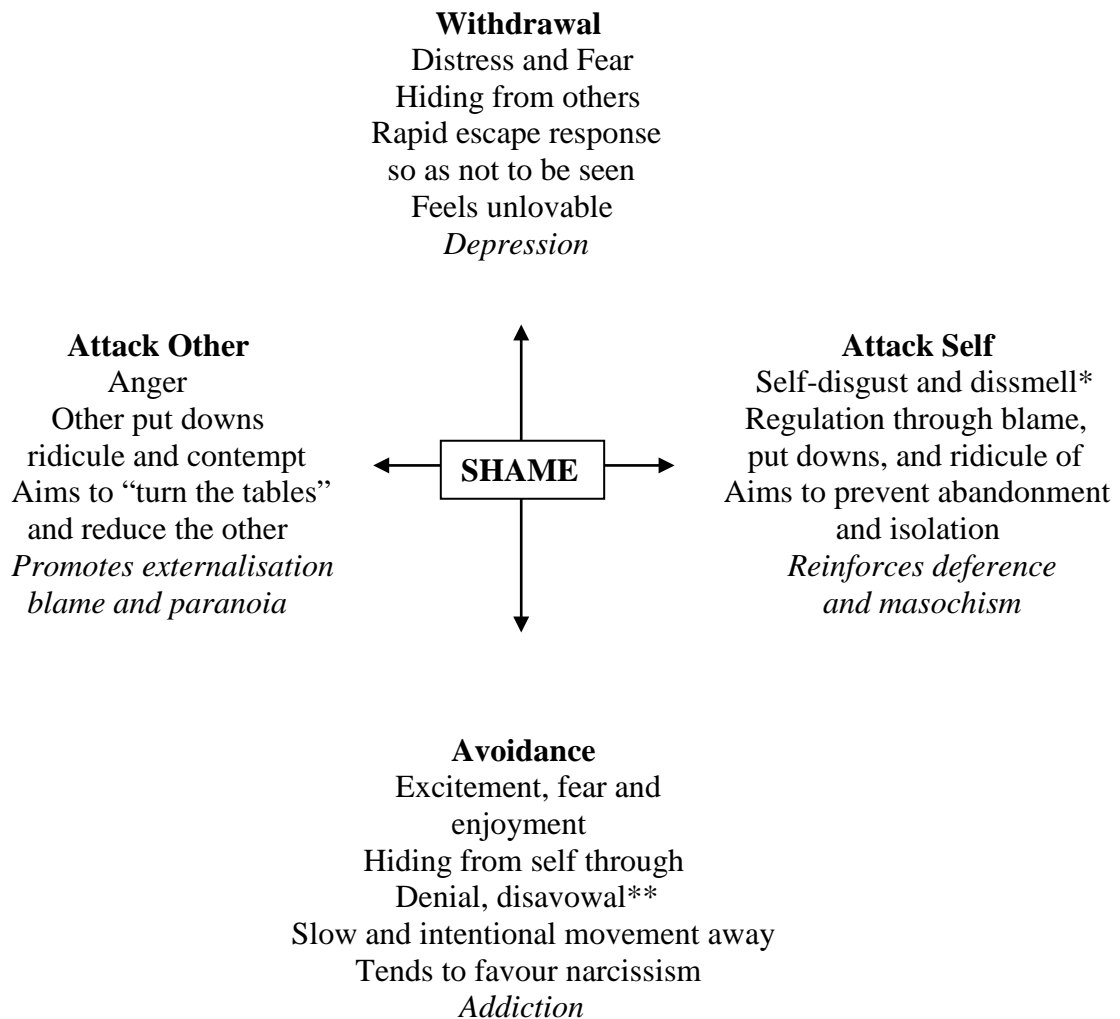 Withdrawal
Distress and Fear
Hiding from others
Rapid escape response
so as not to be seen
Feels unlovable
Depression
Attack Other
Anger
Other put downs
ridicule and contempt
Aims to “turn the tables”
and reduce the other
Promotes externalisation
blame and paranoia
SHAME
Attack Self
Self-disgust and dissmell*
Regulation through blame,
put downs, and ridicule of
Aims to prevent abandonment
and isolation
Reinforces deference
and masochism
Avoidance
Excitement, fear and
enjoyment
Hiding from self through
Denial, disavowal**
Slow and intentional movement away
Tends to favour narcissism
Addiction